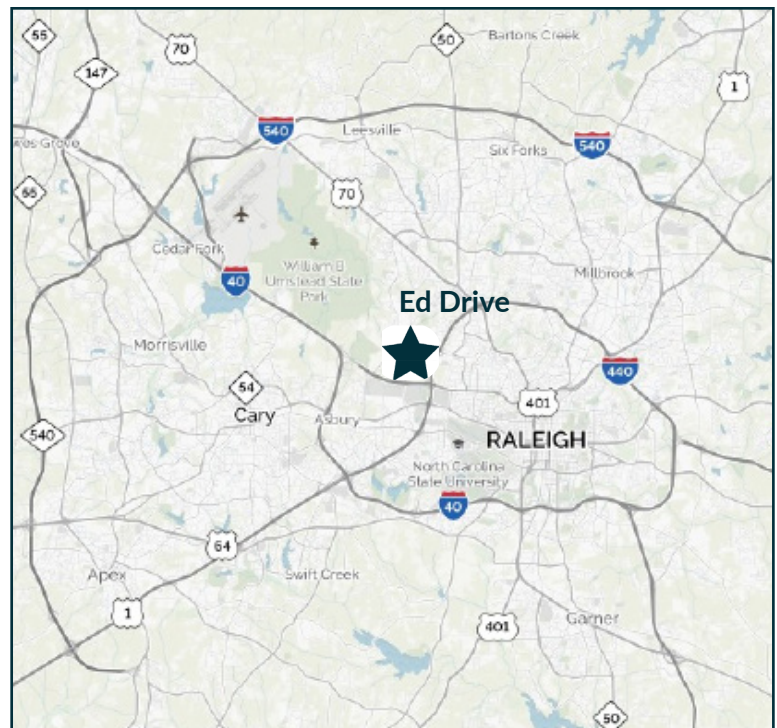 55
70
50
Bartons Creek
147
1
540
Leesville
540
Six Forks
55
70
Cedar Fork
William B
Umstead State
Park
40
Millbrook
Ed Drive
Morrisville
440
54
401
Cary
Asbury
540
RALEIGH
North Carolina
State University
40
64
Apex
Swift Creek
1
401
Garner
50